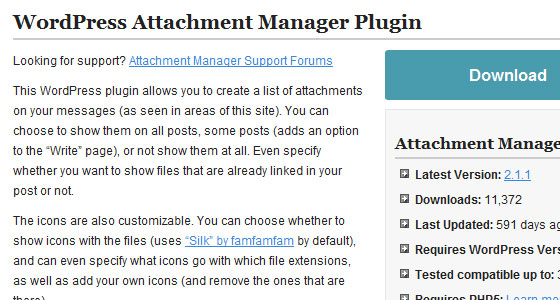 WordPress Attachment Manager Plugin
Looking for support? Attachment Manager Support Forums
This WordPress plugin allows you to create a list of attachments
on your messages (as seen in areas of this site). You can
choose to show them on all posts, some posts (adds an option
to the “Write” page), or not show them at all. Even specify
whether you want to show files that are already linked in your
post or not.
The icons are also customizable. You can choose whether to
show icons with the files (uses “Silk” by famfamfam by default),
and can even specify what icons go with which file extensions,
as well as add your own icons (and remove the ones that are
there).
Download
Attachment Manage
Latest Version: 2.1.1
Downloads: 11,372
Last Updated: 591 days ag
Requires WordPress Vers
Tested compatible up to: 3
Requires PHP5: Learn me